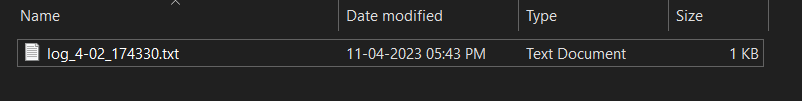 Name Date modified Type Size
log_4-02_174330.txt 11-04-2023 05:43 PM Text Document 1 KB